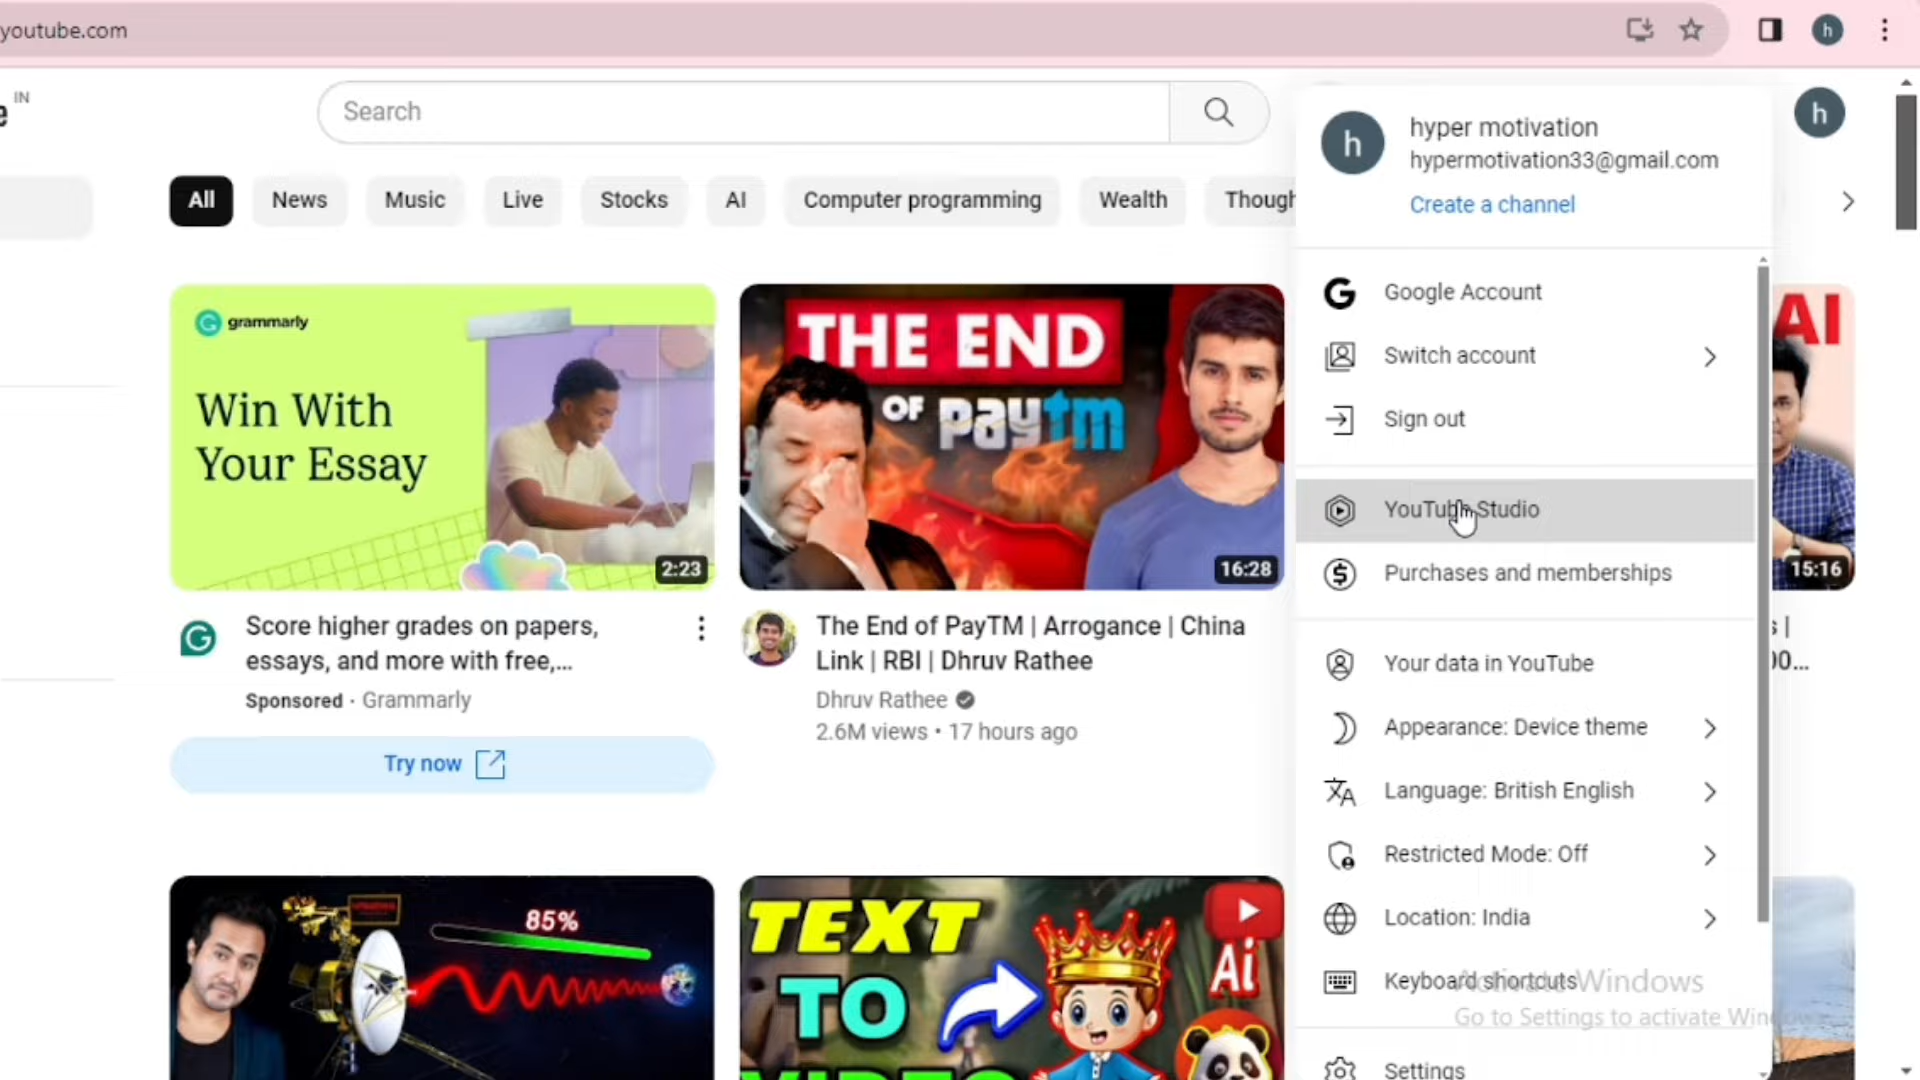 youtube.com
h
e IN
Search
h
hyper motivation
hypermotivation33@gmail.com
Create a channel
h
All
News
Music
Live
Stocks
AI
Computer programming
Wealth
Though
Google Account
Switch account
Sign out
YouTube Studio
Purchases and memberships
Your data in YouTube
Appearance: Device theme
Language: British English
Restricted Mode: Off
Location: India
Keyboard shortcuts
Settings
grammarly
Win With
Your Essay
2:23
Score higher grades on papers,
essays, and more with free,...
Sponsored · Grammarly
Try now
THE END
OF paytm
16:28
The End of PayTM | Arrogance | China
Link | RBI | Dhruv Rathee
Dhruv Rathee
2.6M views • 17 hours ago
AI
15:16
85%
TEXT
TO
VIDEO
Ai
Activate Windows
Go to Settings to activate Windows